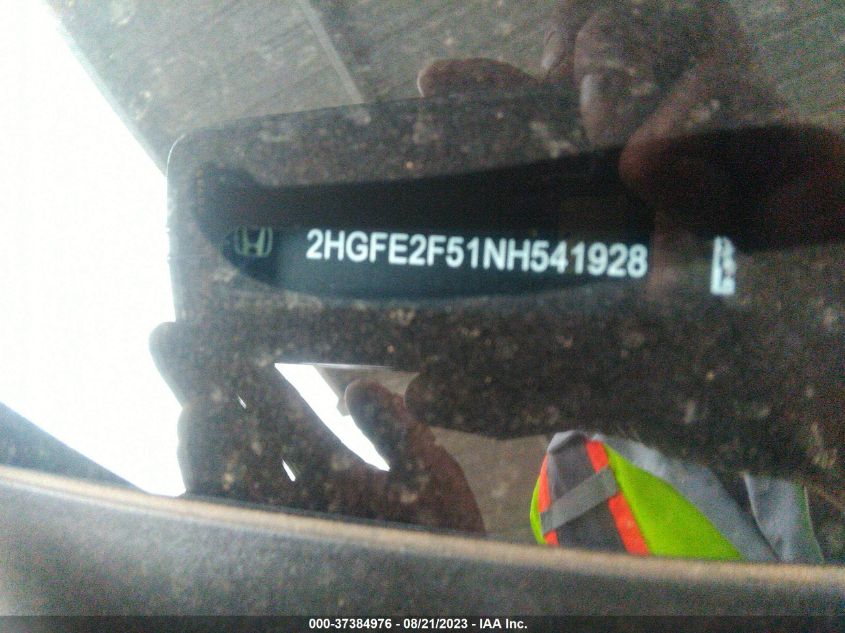 2HGFE2F51NH541928
000-37384976 - 08/21/2023 - IAA Inc.